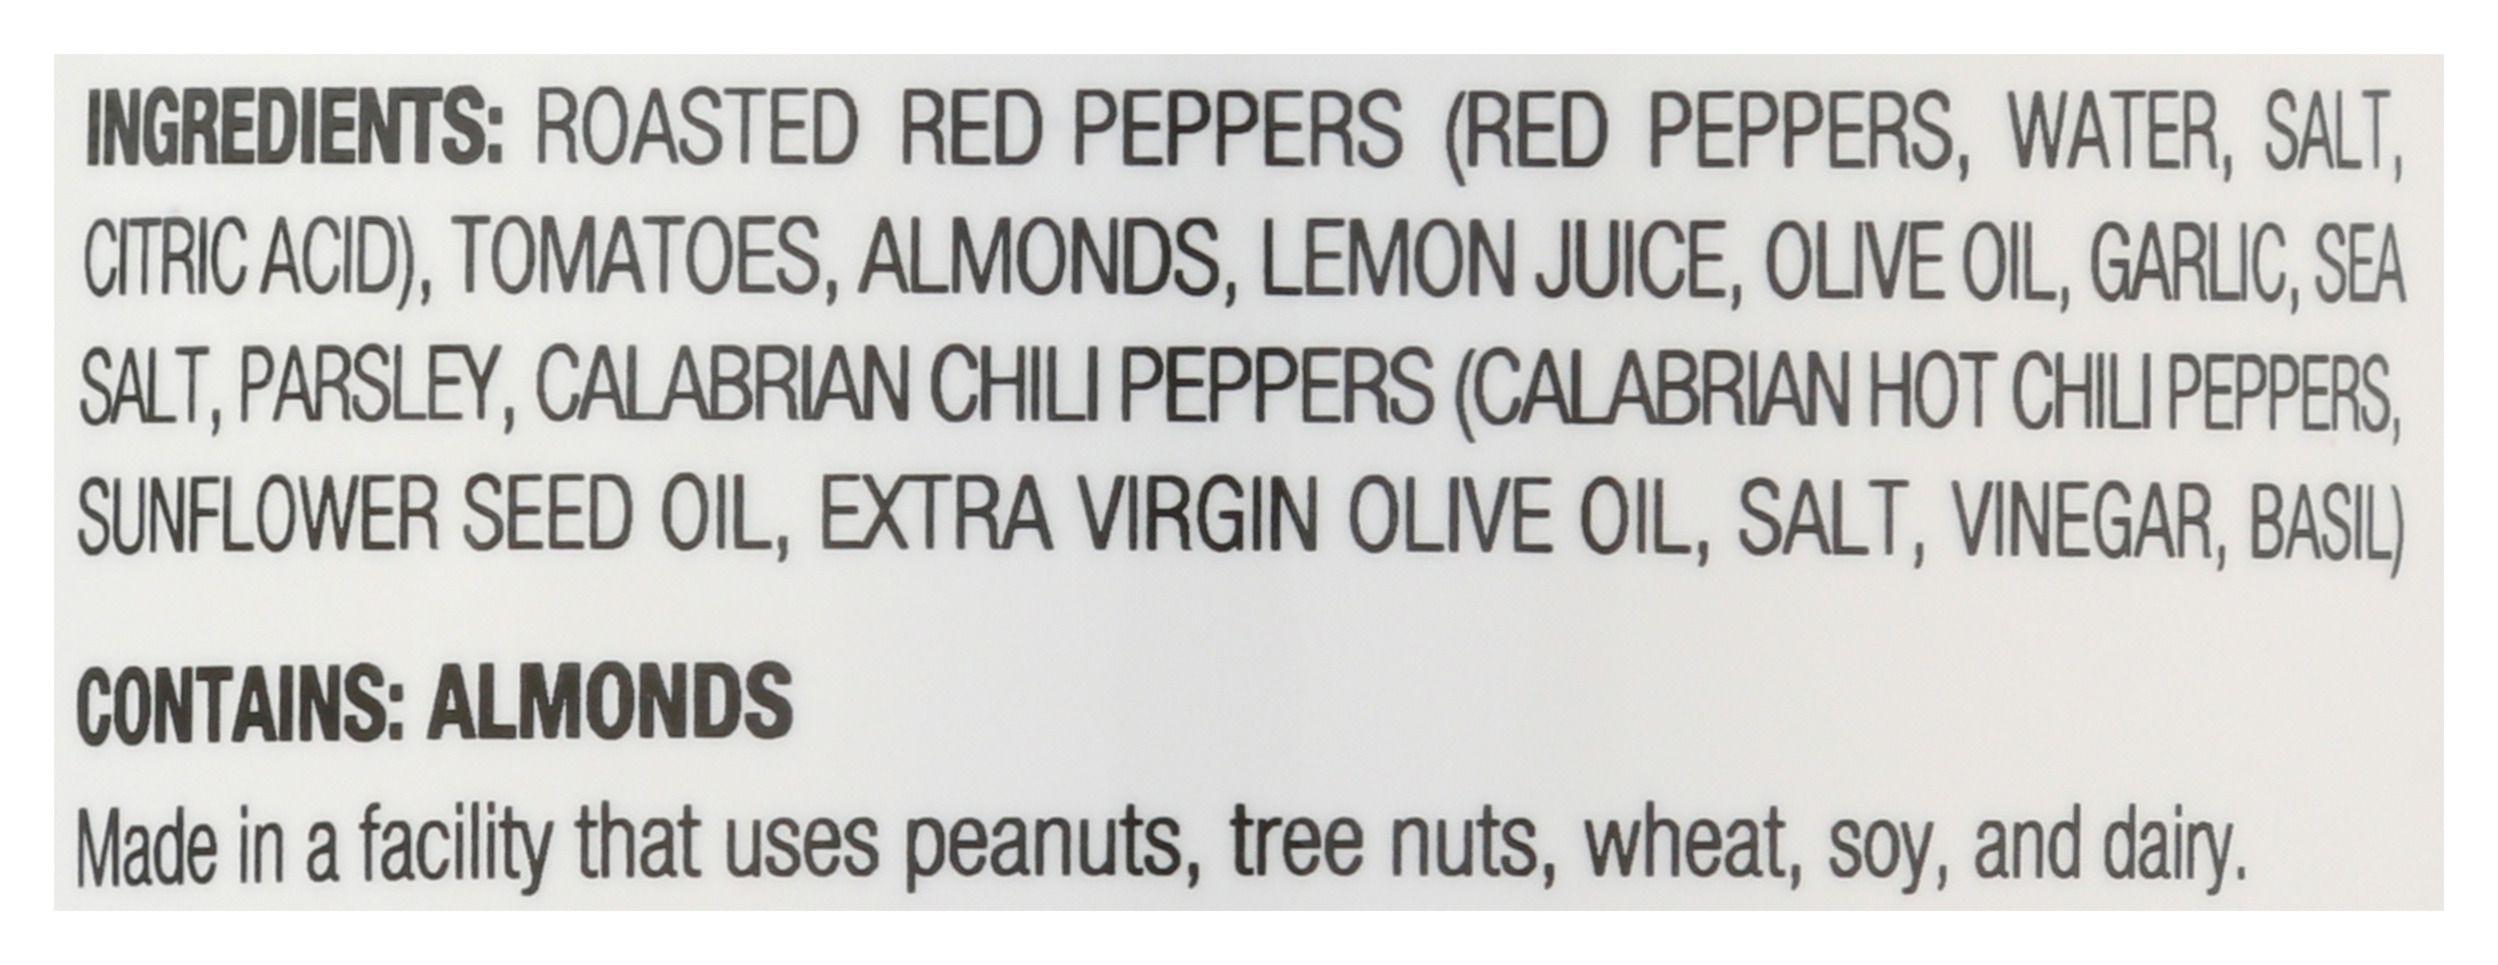 INGREDIENTS: ROASTED RED PEPPERS (RED PEPPERS, WATER, SALT,
CITRIC ACID), TOMATOES, ALMONDS, LEMON JUICE, OLIVE OIL, GARLIC, SEA
SALT, PARSLEY, CALABRIAN CHILI PEPPERS (CALABRIAN HOT CHILI PEPPERS,
SUNFLOWER SEED OIL, EXTRA VIRGIN OLIVE OIL, SALT, VINEGAR, BASIL)
CONTAINS: ALMONDS
Made in a facility that uses peanuts, tree nuts, wheat, soy, and dairy.